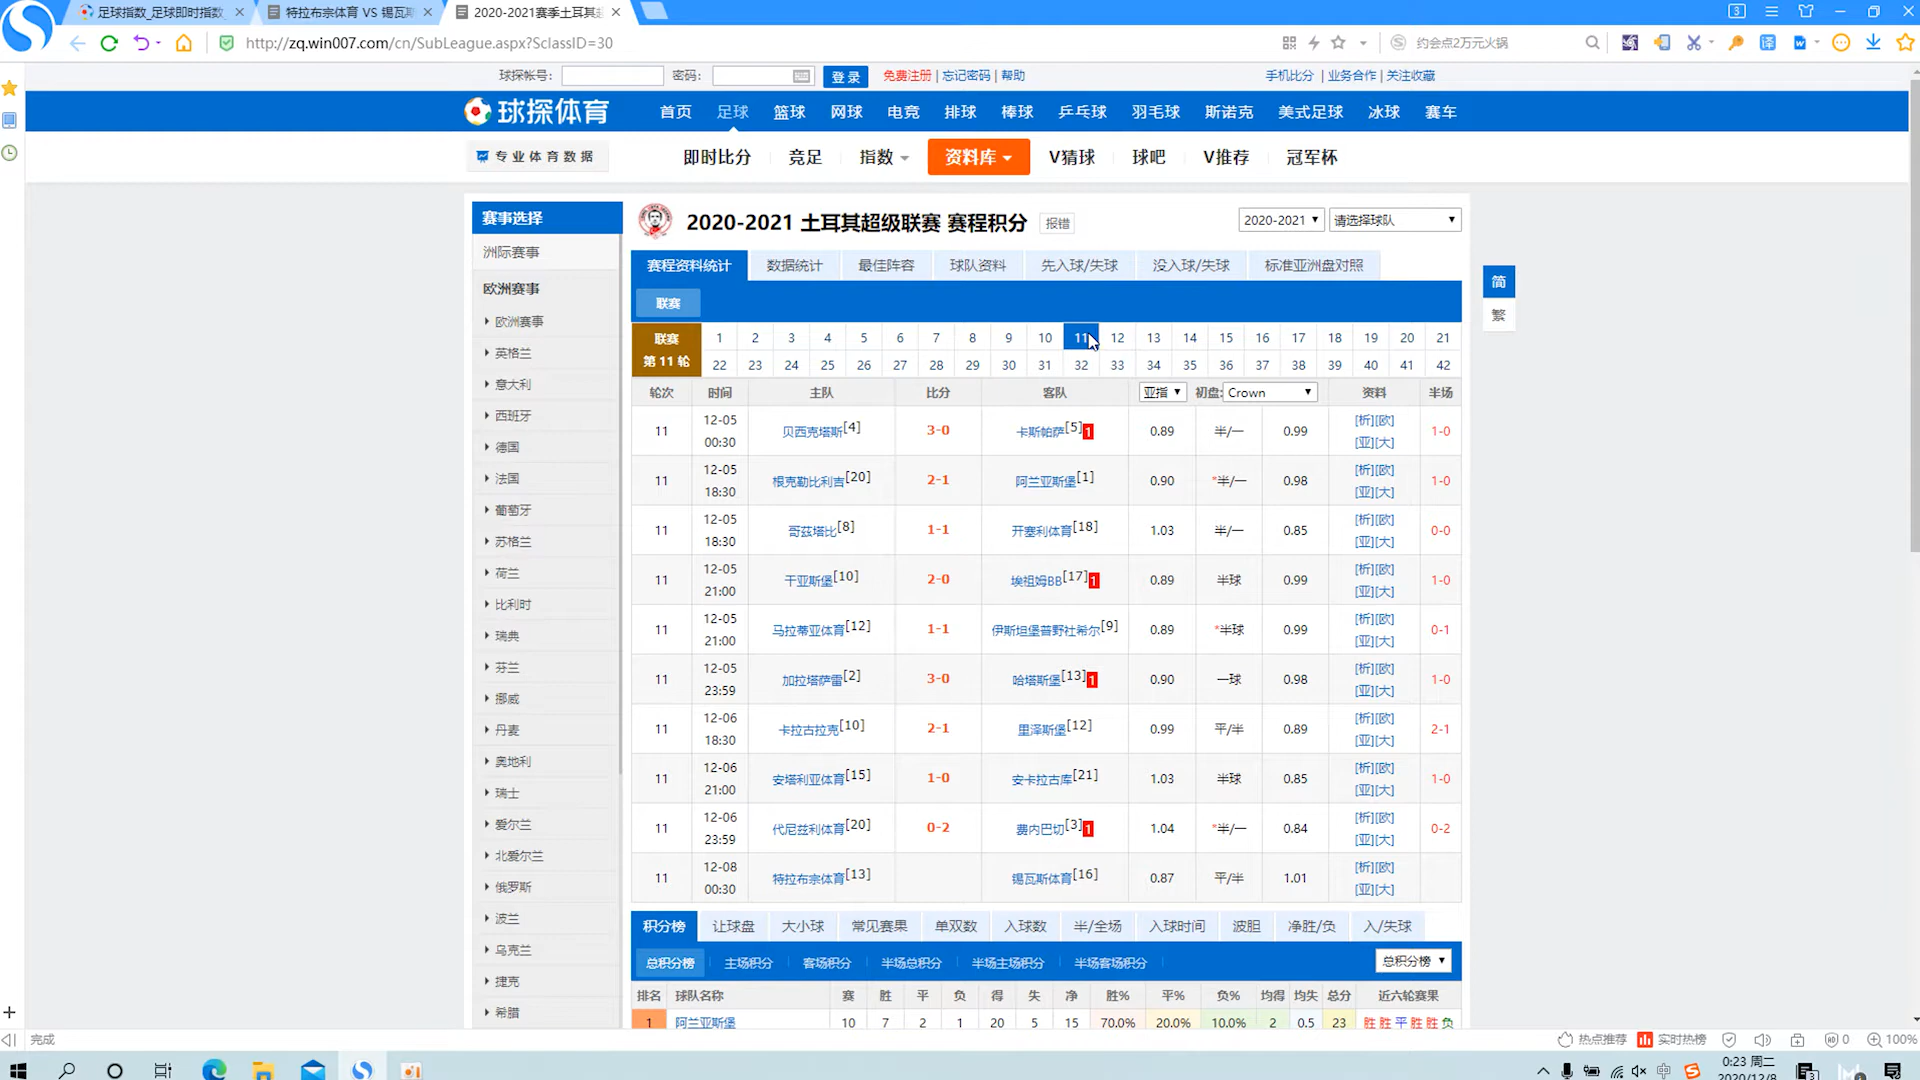 足球指数_足球即时指数_
特拉布宗体育 VS 锡瓦斯
2020-2021赛季土耳其超
3
http://zq.win007.com/cn/SubLeague.aspx?SclassID=30
约会点2万元火锅
球探帐号:
密码:
登 录
免费注册 | 忘记密码 | 帮助
手机比分 | 业务合作 | 关注收藏
球探体育 首页 足球 篮球 网球 电竞 排球 棒球 乒乓球 羽毛球 斯诺克 美式足球 冰球 赛车
专业体育数据 即时比分 竞足 指数 资料库 V猜球 球吧 V推荐 冠军杯
赛事选择
洲际赛事
欧洲赛事
欧洲赛事
英格兰
意大利
西班牙
德国
法国
葡萄牙
苏格兰
荷兰
比利时
瑞典
芬兰
挪威
丹麦
奥地利
瑞士
爱尔兰
北爱尔兰
俄罗斯
波兰
乌克兰
捷克
希腊
2020-2021 土耳其超级联赛 赛程积分 报错
2020-2021 请选择球队
赛程资料统计 数据统计 最佳阵容 球队资料 先入球/失球 没入球/失球 标准亚洲盘对照
简
繁
联赛
联赛
第 11 轮
1 2 3 4 5 6 7 8 9 10 11 12 13 14 15 16 17 18 19 20 21
22 23 24 25 26 27 28 29 30 31 32 33 34 35 36 37 38 39 40 41 42
轮次 时间 主队 比分 客队 亚指 初盘: Crown 资料 半场
11 12-05 00:30 贝西克塔斯[4] 3-0 卡斯帕萨[5] 1 0.89 半/一 0.99 [析][欧] [亚][大] 1-0
11 12-05 18:30 根克勒比利吉[20] 2-1 阿兰亚斯堡[1] 0.90 *半/一 0.98 [析][欧] [亚][大] 1-0
11 12-05 18:30 哥兹塔比[8] 1-1 开塞利体育[18] 1.03 半/一 0.85 [析][欧] [亚][大] 0-0
11 12-05 21:00 干亚斯堡[10] 2-0 埃祖姆BB[17] 1 0.89 半球 0.99 [析][欧] [亚][大] 1-0
11 12-05 21:00 马拉蒂亚体育[12] 1-1 伊斯坦堡普野社希尔[9] 0.89 *半球 0.99 [析][欧] [亚][大] 0-1
11 12-05 23:59 加拉塔萨雷[2] 3-0 哈塔斯堡[13] 1 0.90 一球 0.98 [析][欧] [亚][大] 1-0
11 12-06 18:30 卡拉古拉克[10] 2-1 里泽斯堡[12] 0.99 平/半 0.89 [析][欧] [亚][大] 2-1
11 12-06 21:00 安塔利亚体育[15] 1-0 安卡拉古库[21] 1.03 半球 0.85 [析][欧] [亚][大] 1-0
11 12-06 23:59 代尼兹利体育[20] 0-2 费内巴切[3] 1 1.04 *半/一 0.84 [析][欧] [亚][大] 0-2
11 12-08 00:30 特拉布宗体育[13] 锡瓦斯体育[16] 0.87 平/半 1.01 [析][欧] [亚][大]
积分榜 让球盘 大小球 常见赛果 单双数 入球数 半/全场 入球时间 波胆 净胜/负 入/失球
总积分榜 主场积分 客场积分 半场总积分 半场主场积分 半场客场积分 总积分榜
排名 球队名称 赛 胜 平 负 得 失 净 胜% 平% 负% 均得 均失 总分 近六轮赛果
1 阿兰亚斯堡 10 7 2 1 20 5 15 70.0% 20.0% 10.0% 2 0.5 23 胜 胜 平 胜 胜 负
完成
热点推荐 实时热榜 0 100%
0:23 周二
2020/12/8
中
3